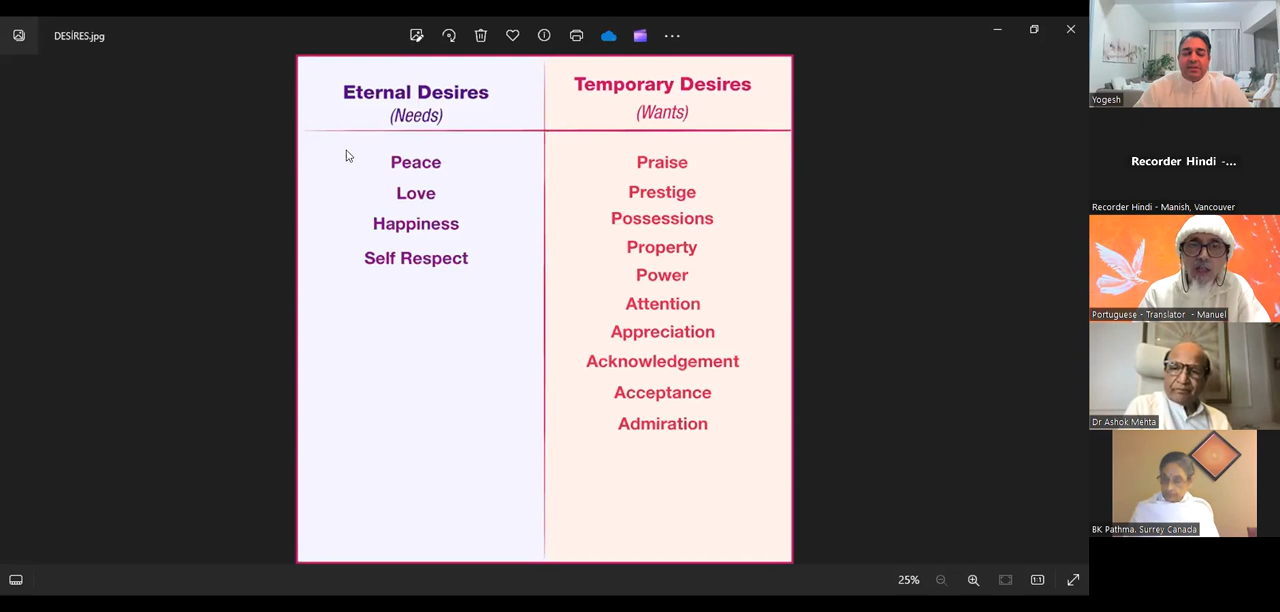 DESİRES.jpg
Eternal Desires
(Needs)
Peace
Love
Happiness
Self Respect
Temporary Desires
(Wants)
Praise
Prestige
Possessions
Property
Power
Attention
Appreciation
Acknowledgement
Acceptance
Admiration
25%
Yogesh
Recorder Hindi -...
Recorder Hindi - Manish, Vancouver
Portuguese - Translator - Manuel
Dr Ashok Mehta
BK Pathma. Surrey Canada